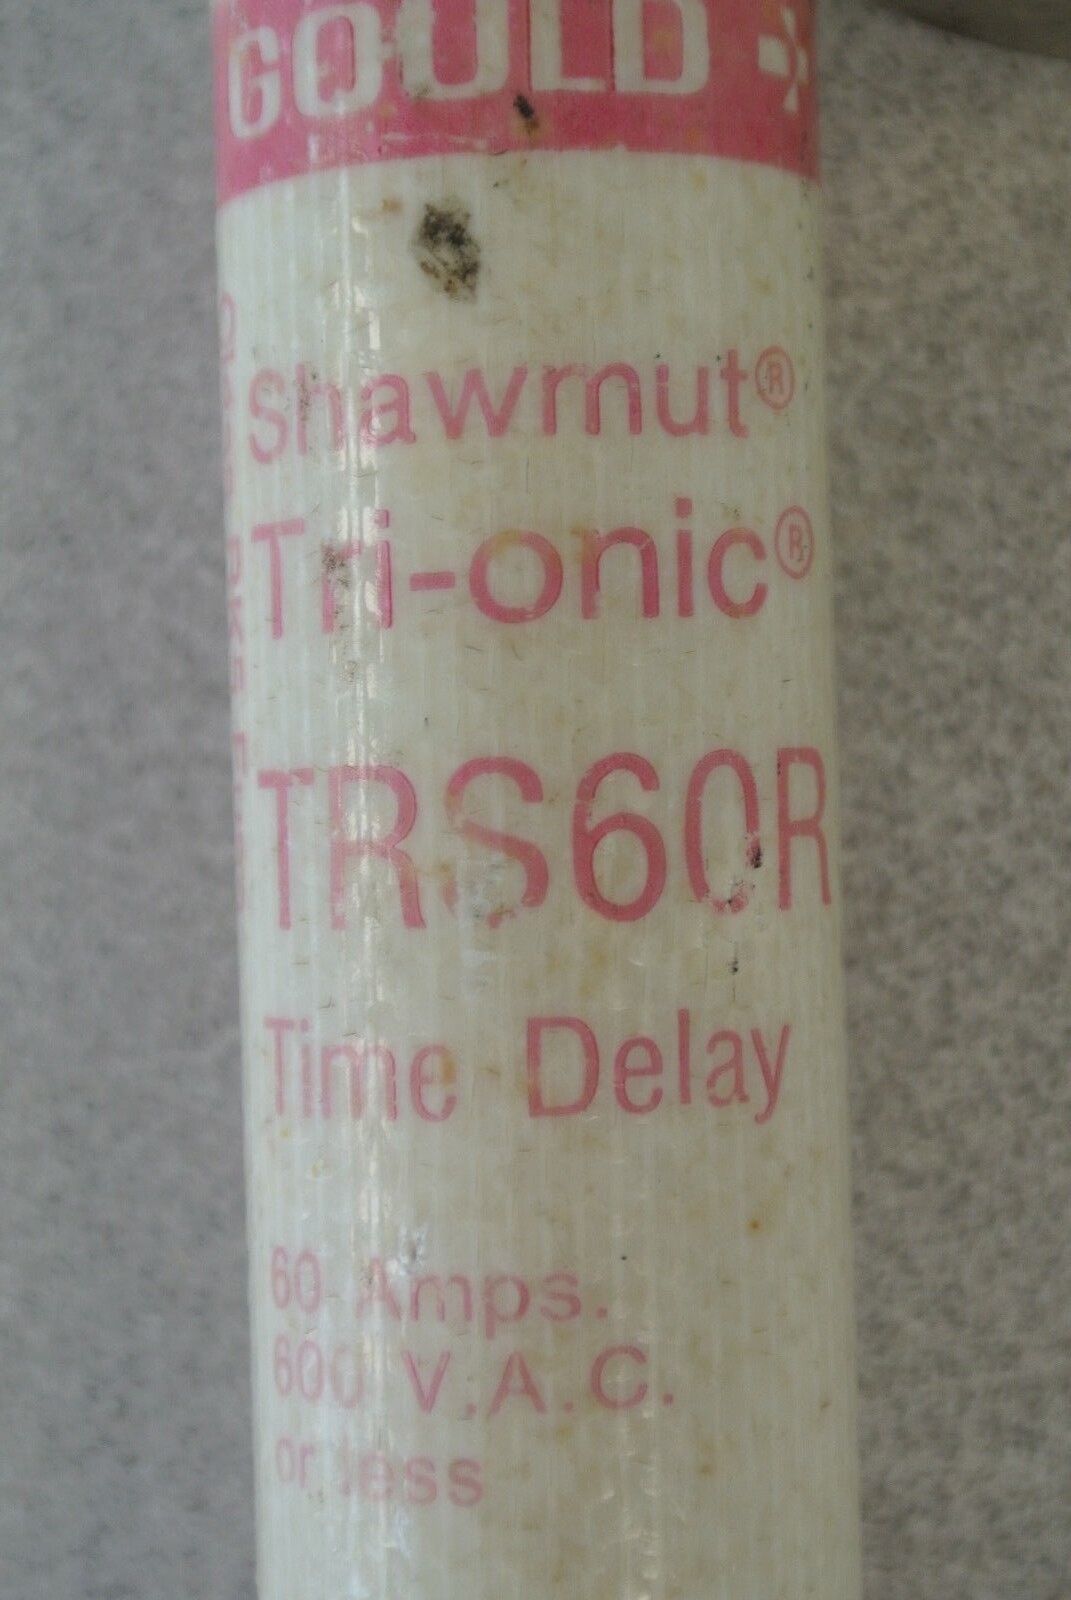 GOULD
Shawmut®
Tri-onic®
TRS60R
Time Delay
60 Amps.
600 V.A.C.
or less